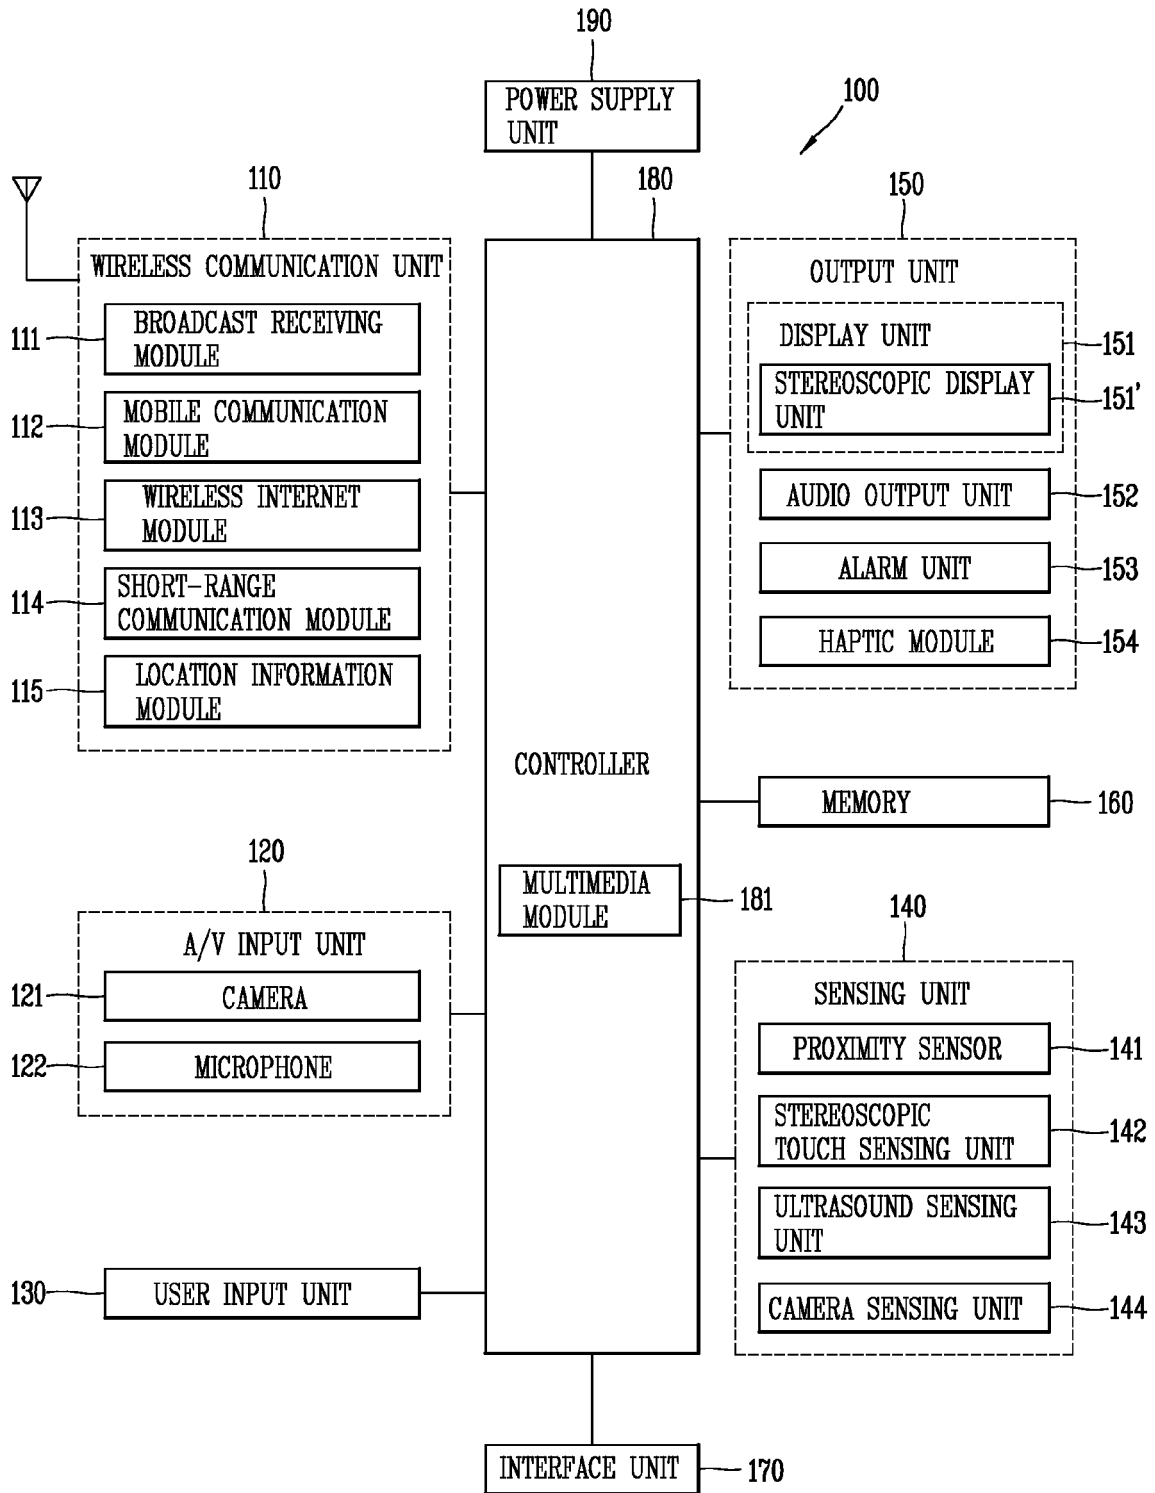 190
POWER SUPPLY
UNIT
100
110
180
150
WIRELESS COMMUNICATION UNIT
111
BROADCAST RECEIVING
MODULE
112
MOBILE COMMUNICATION
MODULE
113
WIRELESS INTERNET
MODULE
114
SHORT-RANGE
COMMUNICATION MODULE
115
LOCATION INFORMATION
MODULE
OUTPUT UNIT
DISPLAY UNIT
151
STEREOSCOPIC DISPLAY
UNIT
151'
AUDIO OUTPUT UNIT
152
ALARM UNIT
153
HAPTIC MODULE
154
CONTROLLER
MEMORY
160
MULTIMEDIA
MODULE
181
120
A/V INPUT UNIT
121
CAMERA
122
MICROPHONE
140
SENSING UNIT
PROXIMITY SENSOR
141
STEREOSCOPIC
TOUCH SENSING UNIT
142
ULTRASOUND SENSING
UNIT
143
CAMERA SENSING UNIT
144
130
USER INPUT UNIT
INTERFACE UNIT
170